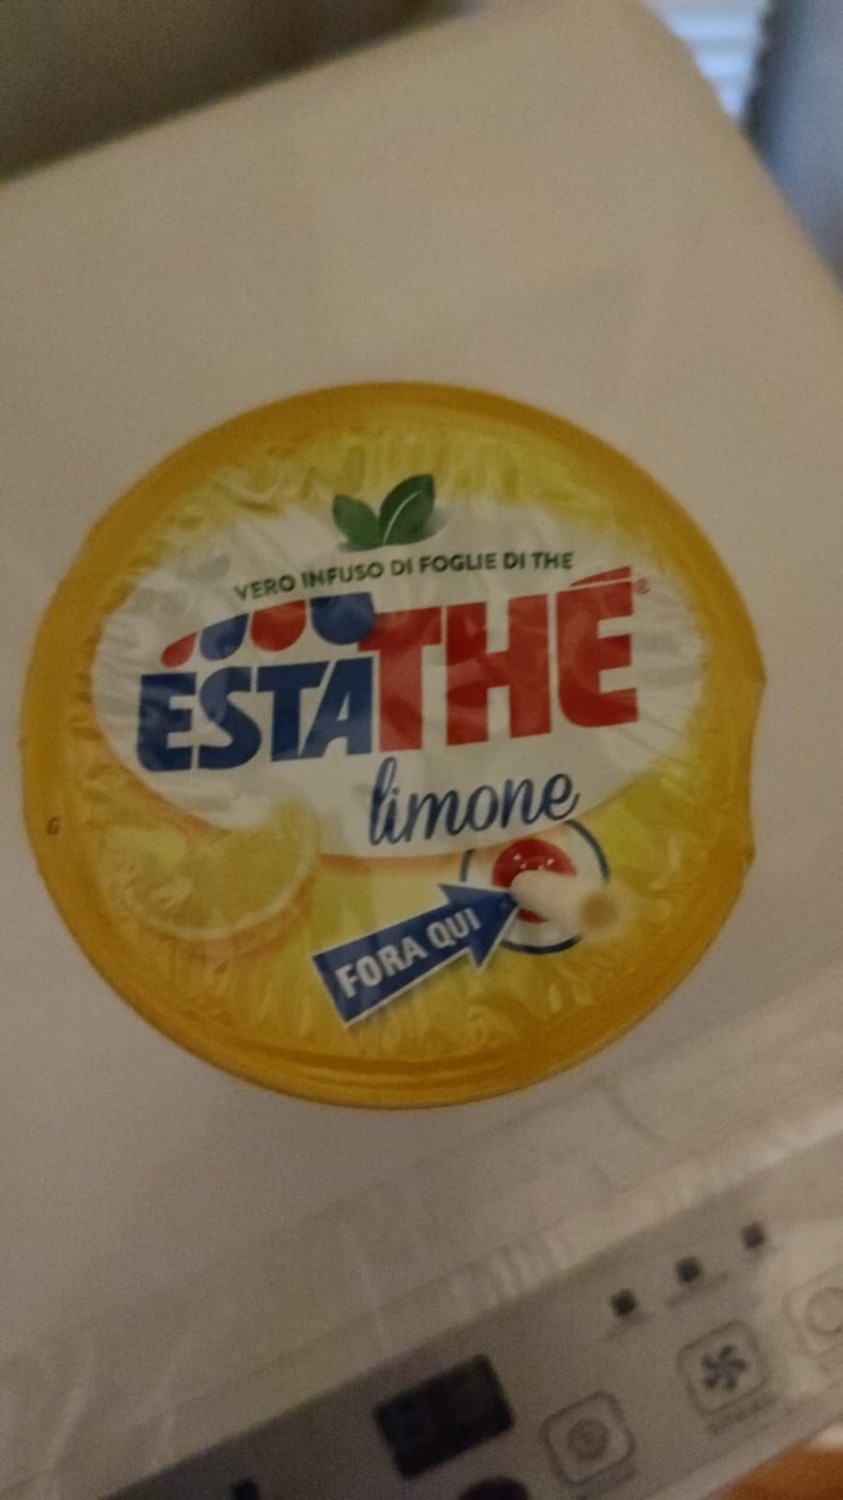 VERO INFUSO DI FOGLIE DI THE
ESTATHÉ®
limone
FORA QUI